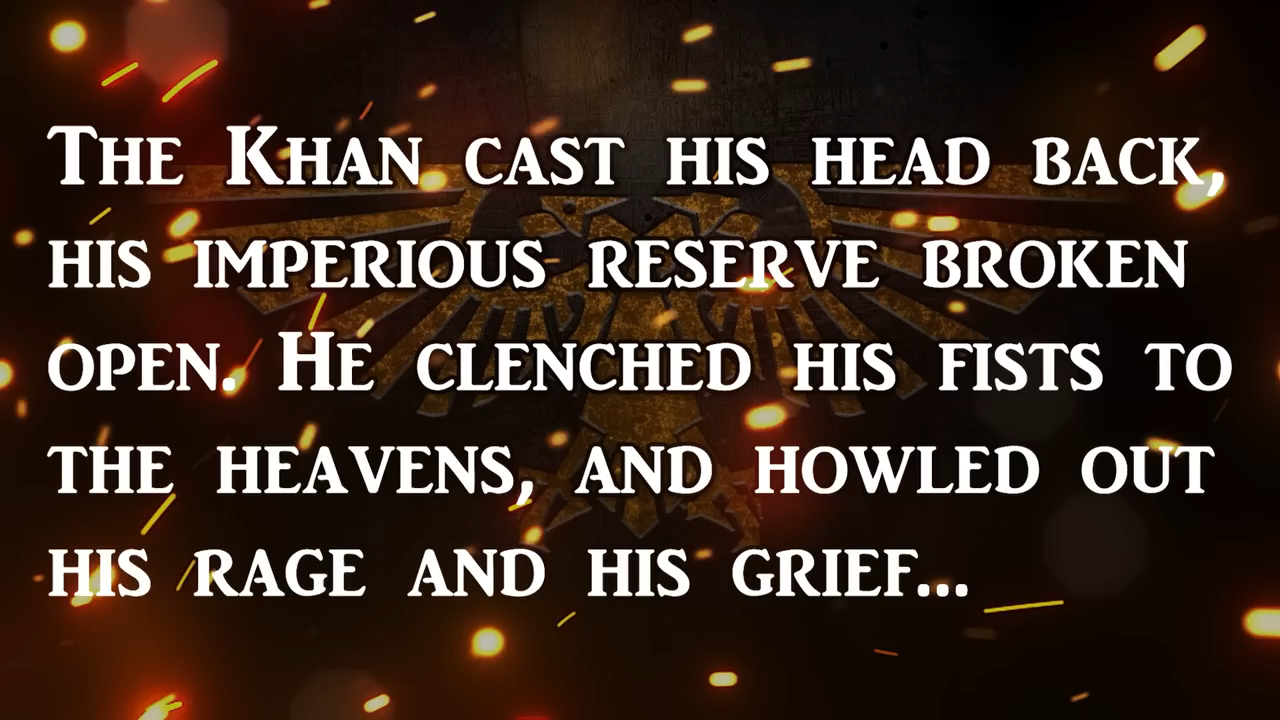 The Khan cast his head back,
his imperious reserve broken
open. He clenched his fists to
the heavens, and howled out
his rage and his grief...